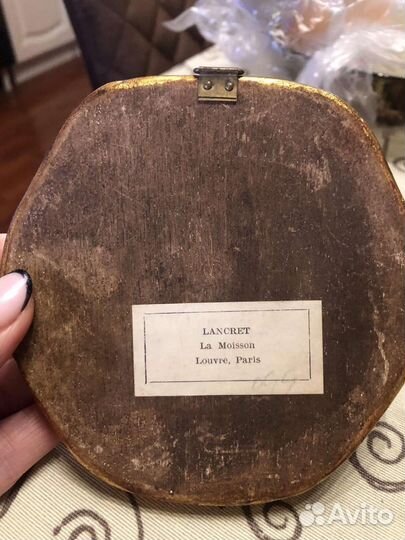 LANCRET
La Moisson
Louvre, Paris
Avito